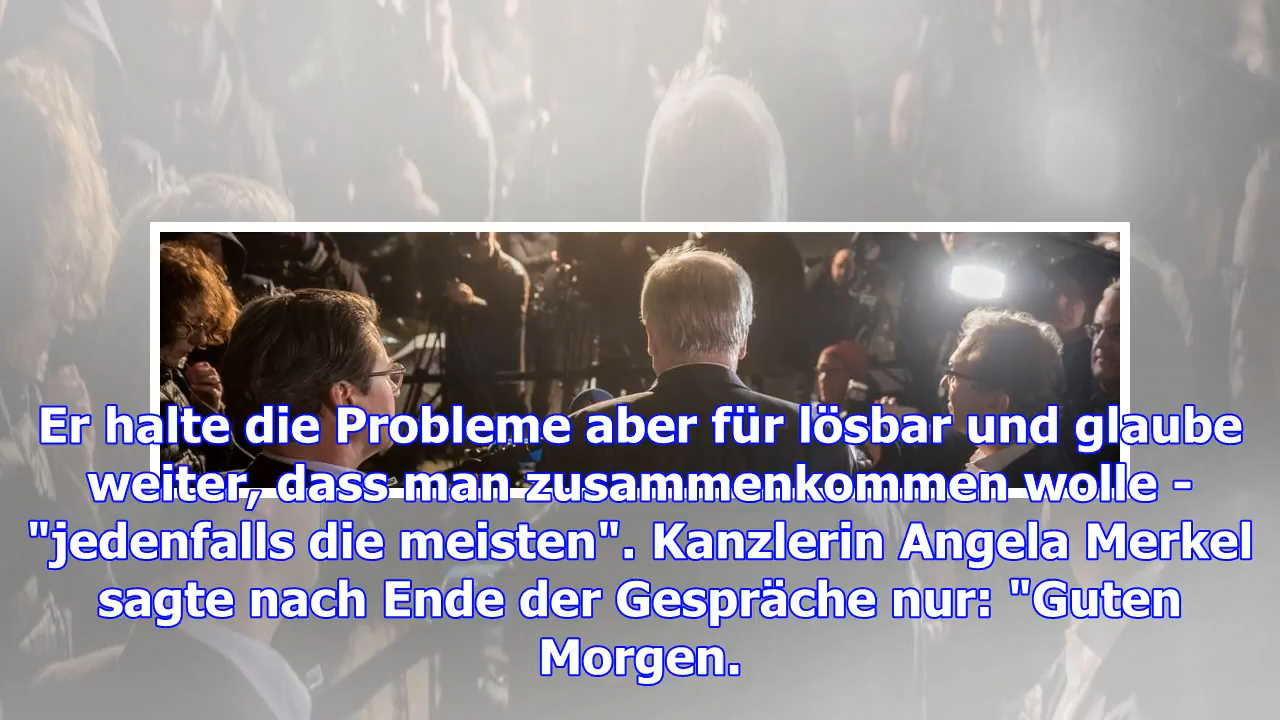 Er halte die Probleme aber für lösbar und glaube
weiter, dass man zusammenkommen wolle -
"jedenfalls die meisten". Kanzlerin Angela Merkel
sagte nach Ende der Gespräche nur: "Guten
Morgen.